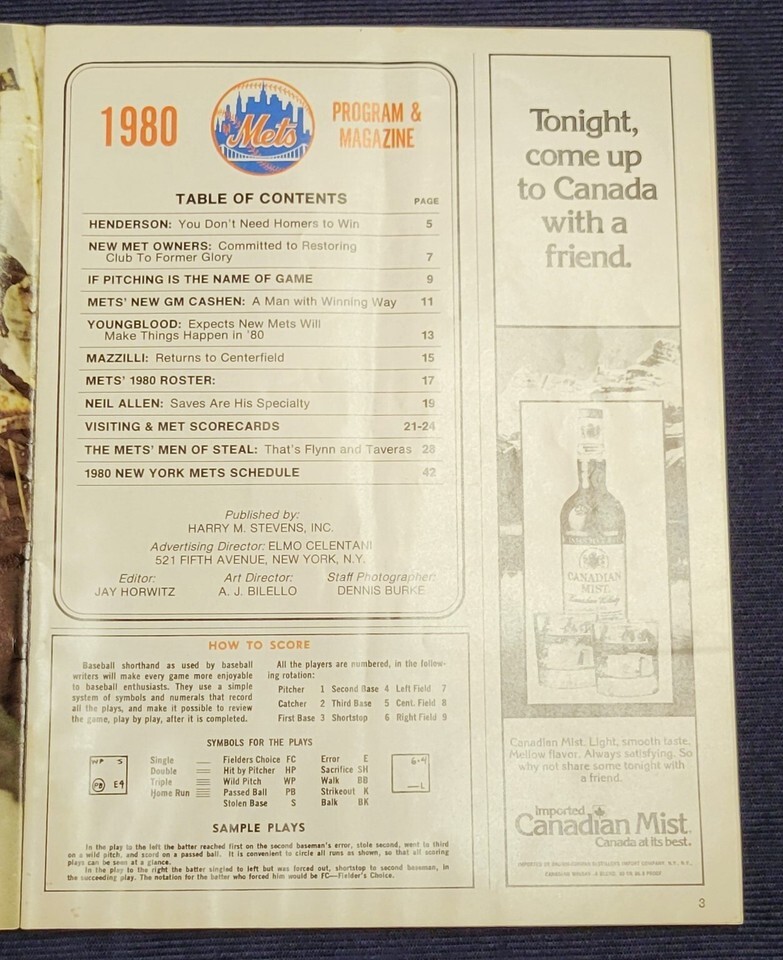 1980
Mets
PROGRAM &
MAGAZINE
TABLE OF CONTENTS PAGE
HENDERSON: You Don't Need Homers to Win 5
NEW MET OWNERS: Committed to Restoring
Club To Former Glory 7
IF PITCHING IS THE NAME OF GAME 9
METS' NEW GM CASHEN: A Man with Winning Way 11
YOUNGBLOOD: Expects New Mets Will
Make Things Happen in '80 13
MAZZILLI: Returns to Centerfield 15
METS' 1980 ROSTER: 17
NEIL ALLEN: Saves Are His Specialty 19
VISITING & MET SCORECARDS 21-24
THE METS' MEN OF STEAL: That's Flynn and Taveras 28
1980 NEW YORK METS SCHEDULE 42
Published by:
HARRY M. STEVENS, INC.
Advertising Director: ELMO CELENTANI
521 FIFTH AVENUE, NEW YORK, N.Y.
Editor: Art Director: Staff Photographer:
JAY HORWITZ A. J. BILELLO DENNIS BURKE
HOW TO SCORE
Baseball shorthand as used by baseball
writers will make every game more enjoyable
to baseball enthusiasts. They use a simple
system of symbols and numerals that record
all the plays, and make it possible to review
the game, play by play, after it is completed.
All the players are numbered, in the follow-
ing rotation:
Pitcher 1 Second Base 4 Left Field 7
Catcher 2 Third Base 5 Cent. Field 8
First Base 3 Shortstop 6 Right Field 9
SYMBOLS FOR THE PLAYS
WP S
PB E4
Single Fielders Choice FC Error E
Double Hit by Pitcher HP Sacrifice SH
Triple Wild Pitch WP Walk BB
Home Run Passed Ball PB Strikeout K
Stolen Base S Balk BK
6-4
L
SAMPLE PLAYS
In the play to the left the batter reached first on the second baseman's error, stole second, went to third
on a wild pitch, and scord on a passed ball. It is convenient to circle all runs as shown, so that all scoring
plays can be seen at a glance.
In the play to the right the batter singled to left but was forced out, shortstop to second baseman, in
the succeeding play. The notation for the batter who forced him would be FC—Fielder's Choice.
Tonight,
come up
to Canada
with a
friend.
CANADIAN
MIST
Canadian Mist. Light, smooth taste.
Mellow flavor. Always satisfying. So
why not share some tonight with
a friend.
Imported
Canadian Mist.
Canada at its best.
3